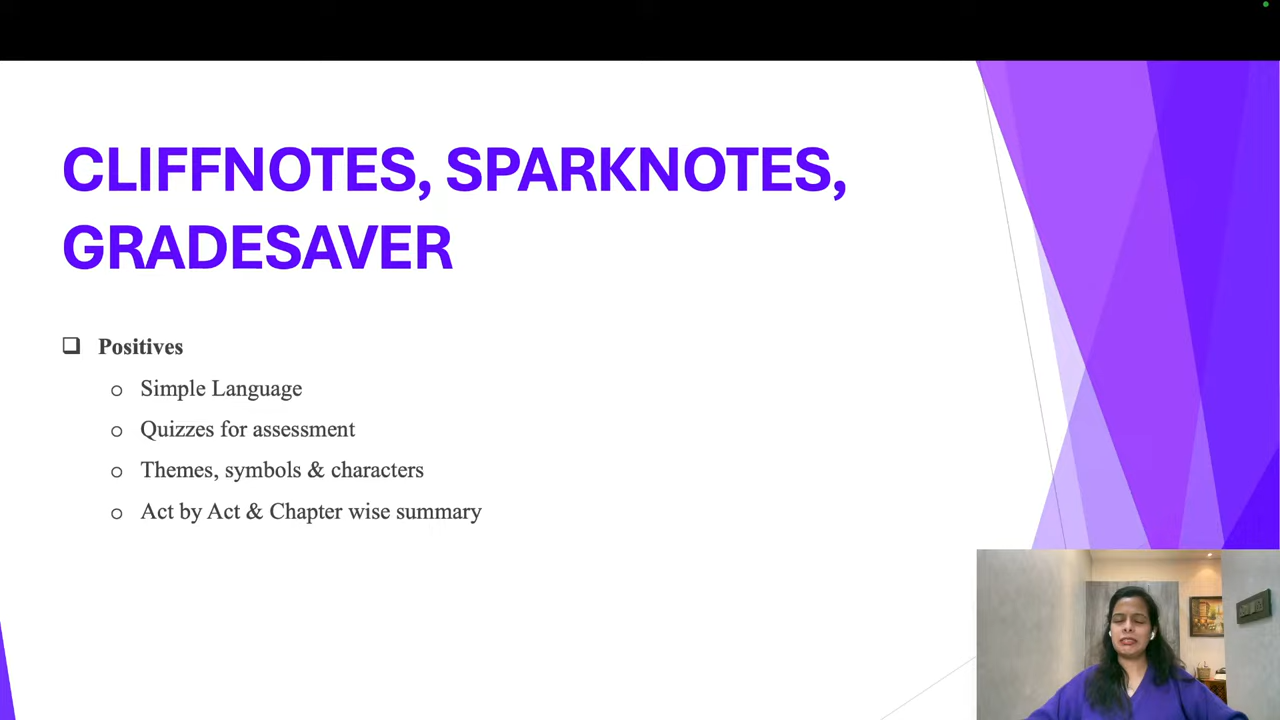 CLIFFNOTES, SPARKNOTES,
GRADESAVER
Positives
Simple Language
Quizzes for assessment
Themes, symbols & characters
Act by Act & Chapter wise summary